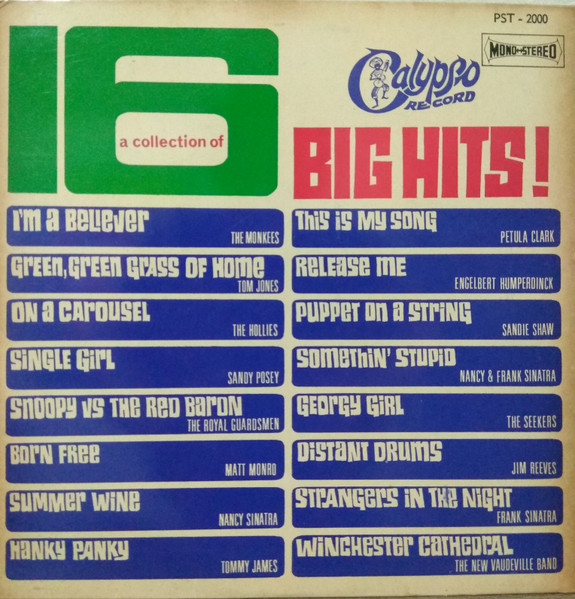 PST - 2000
MONO-STEREO
Calypso
RECORD
16
a collection of
BIG HITS!
I'm a Believer
THE MONKEES
Green, Green Grass of Home
TOM JONES
On a Carousel
THE HOLLIES
Single Girl
SANDY POSEY
Snoopy vs the Red Baron
THE ROYAL GUARDSMEN
Born Free
MATT MONRO
Summer Wine
NANCY SINATRA
Hanky Panky
TOMMY JAMES
This is my Song
PETULA CLARK
Release me
ENGELBERT HUMPERDINCK
Puppet on a String
SANDIE SHAW
Somethin' Stupid
NANCY & FRANK SINATRA
Georgy Girl
THE SEEKERS
Distant Drums
JIM REEVES
Strangers in the Night
FRANK SINATRA
Winchester Cathedral
THE NEW VAUDEVILLE BAND